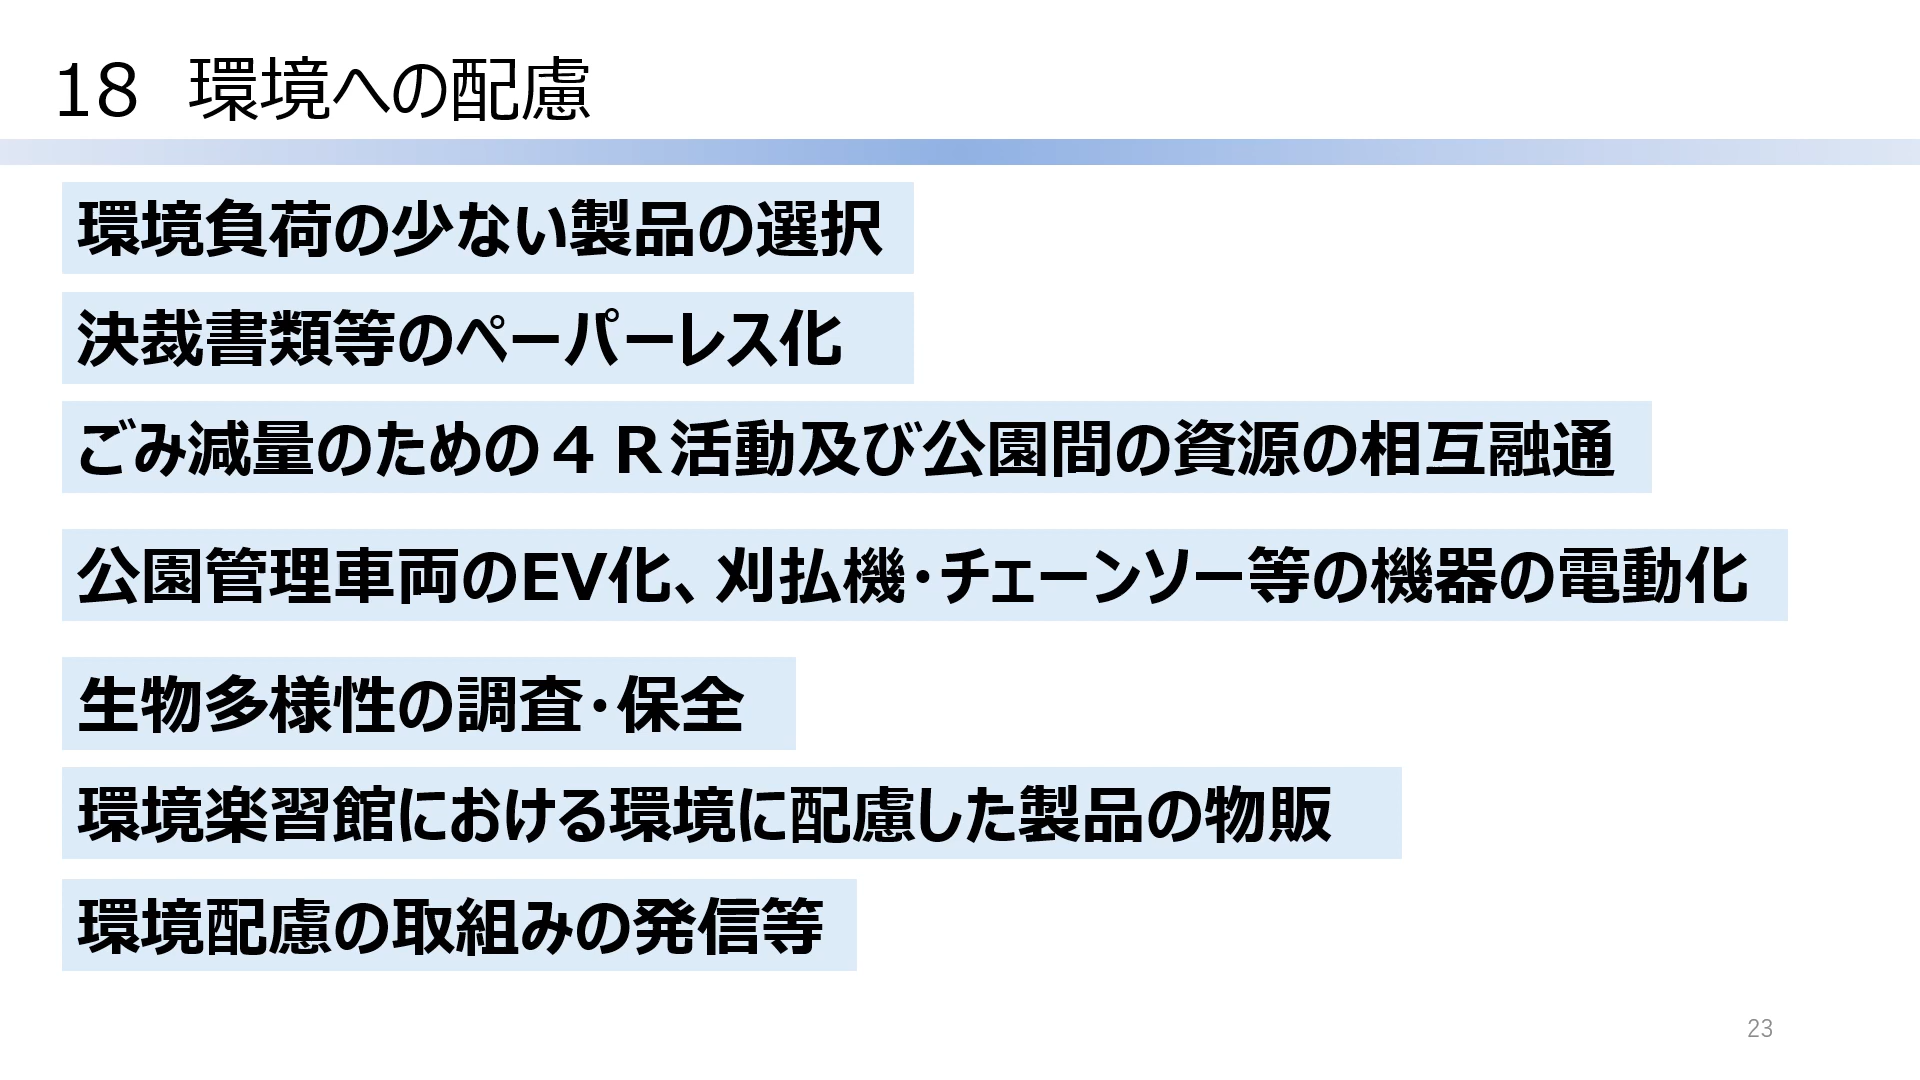 18　環境への配慮
環境負荷の少ない製品の選択
決裁書類等のペーパーレス化
ごみ減量のための４Ｒ活動及び公園間の資源の相互融通
公園管理車両のEV化、刈払機・チェーンソー等の機器の電動化
生物多様性の調査・保全
環境楽習館における環境に配慮した製品の物販
環境配慮の取組みの発信等
23